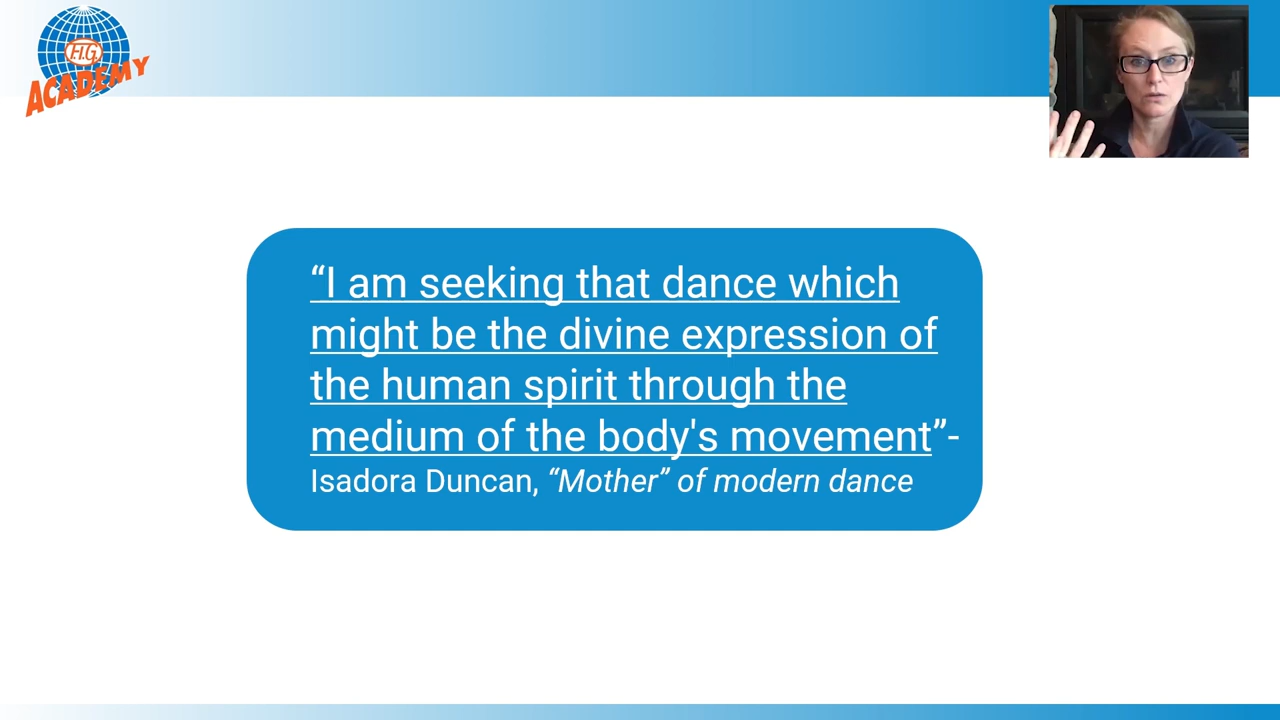 F.I.G.
ACADEMY
“I am seeking that dance which
might be the divine expression of
the human spirit through the
medium of the body's movement”-
Isadora Duncan, “Mother” of modern dance